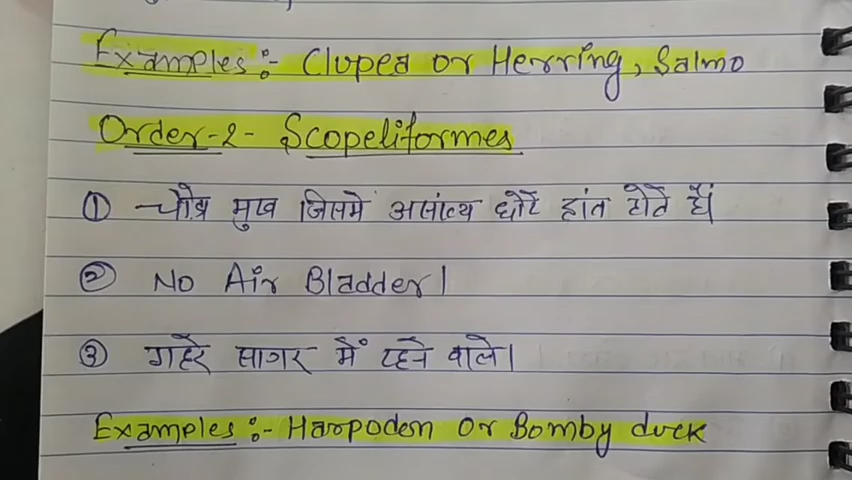 Examples:- Clupea or Herring, Salmo
Order-2- Scopeliformes
① चौड़ा मुख जिसमें असंख्य छोटे दांत होते हैं।
② No Air Bladder।
③ गहरे सागर में रहने वाले।
Examples:- Harpodon or Bomby duck